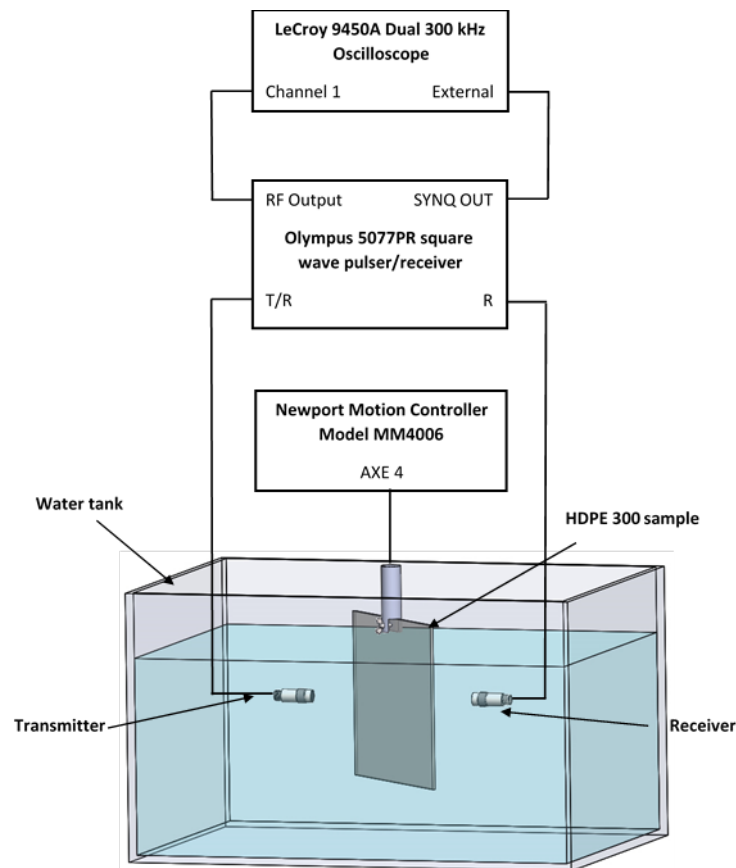 LeCroy 9450A Dual 300 kHz
Oscilloscope
Channel 1 External
RF Output SYNQ OUT
Olympus 5077PR square
wave pulser/receiver
T/R R
Newport Motion Controller
Model MM4006
AXE 4
Water tank
HDPE 300 sample
Transmitter
Receiver